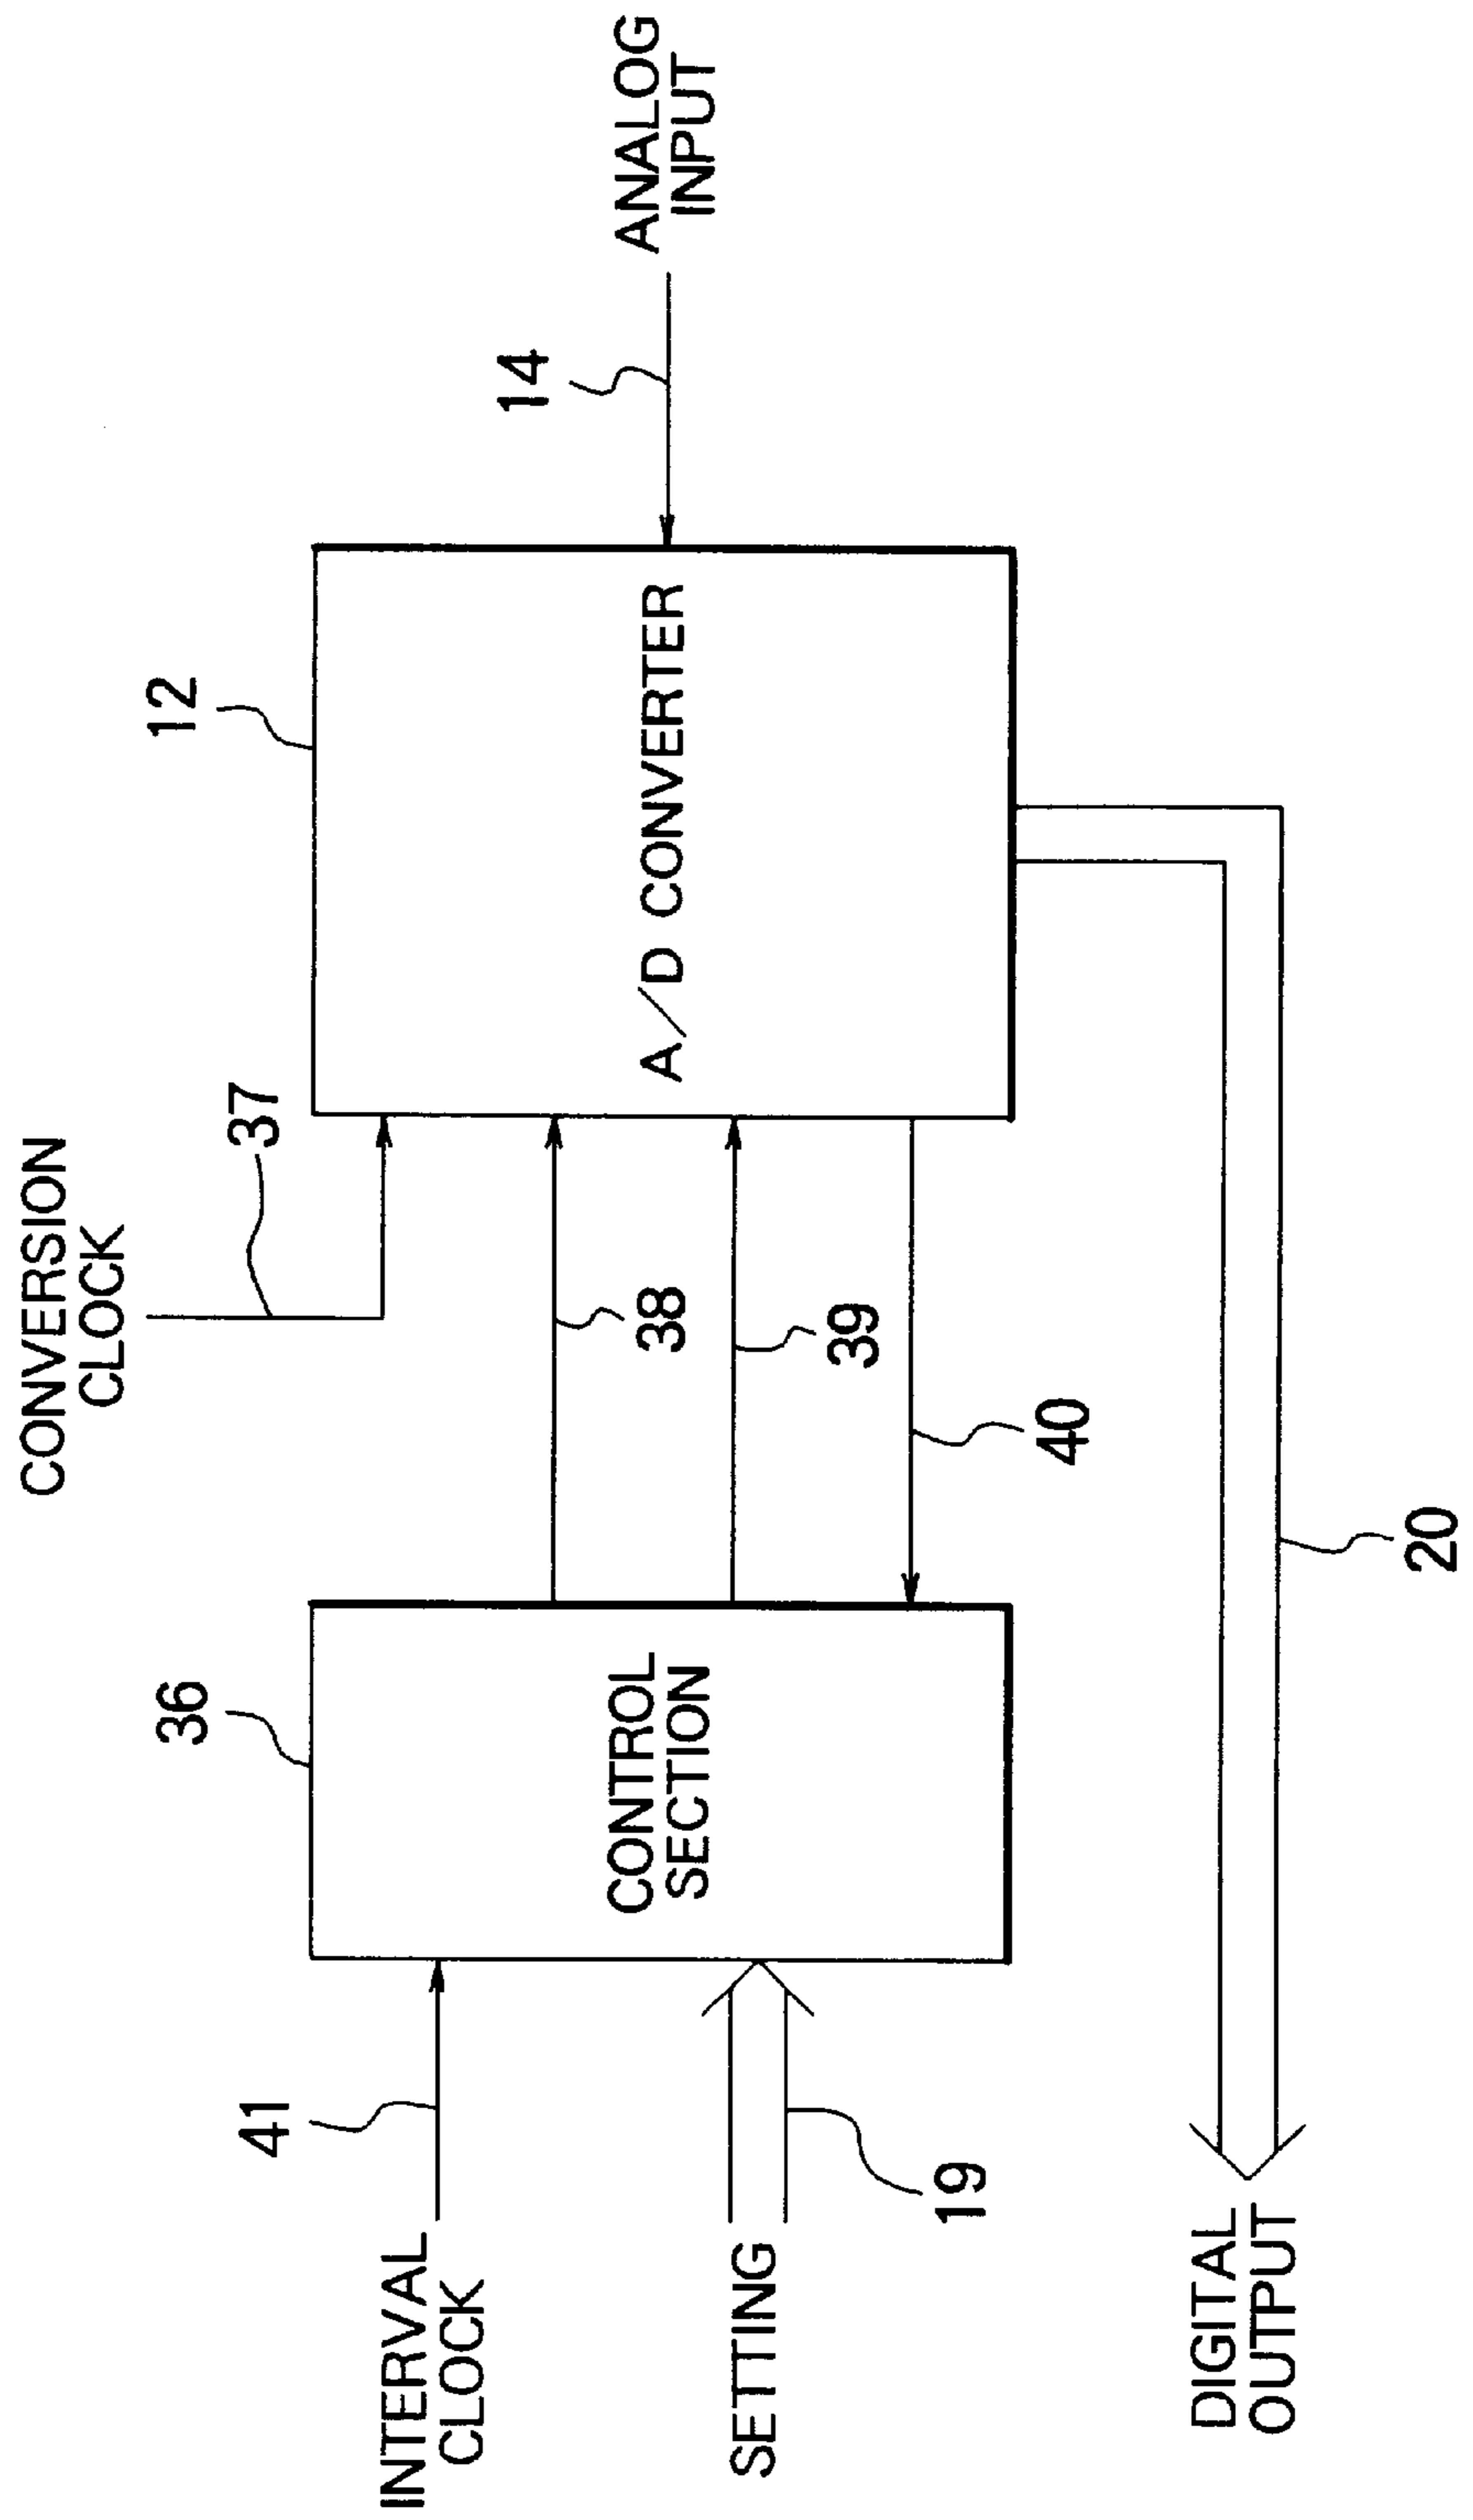 CONVERSION
CLOCK
37
12
36
41
14
INTERVAL
CLOCK
CONTROL
SECTION
38
A/D CONVERTER
ANALOG
INPUT
SETTING
39
19
40
DIGITAL
OUTPUT
20